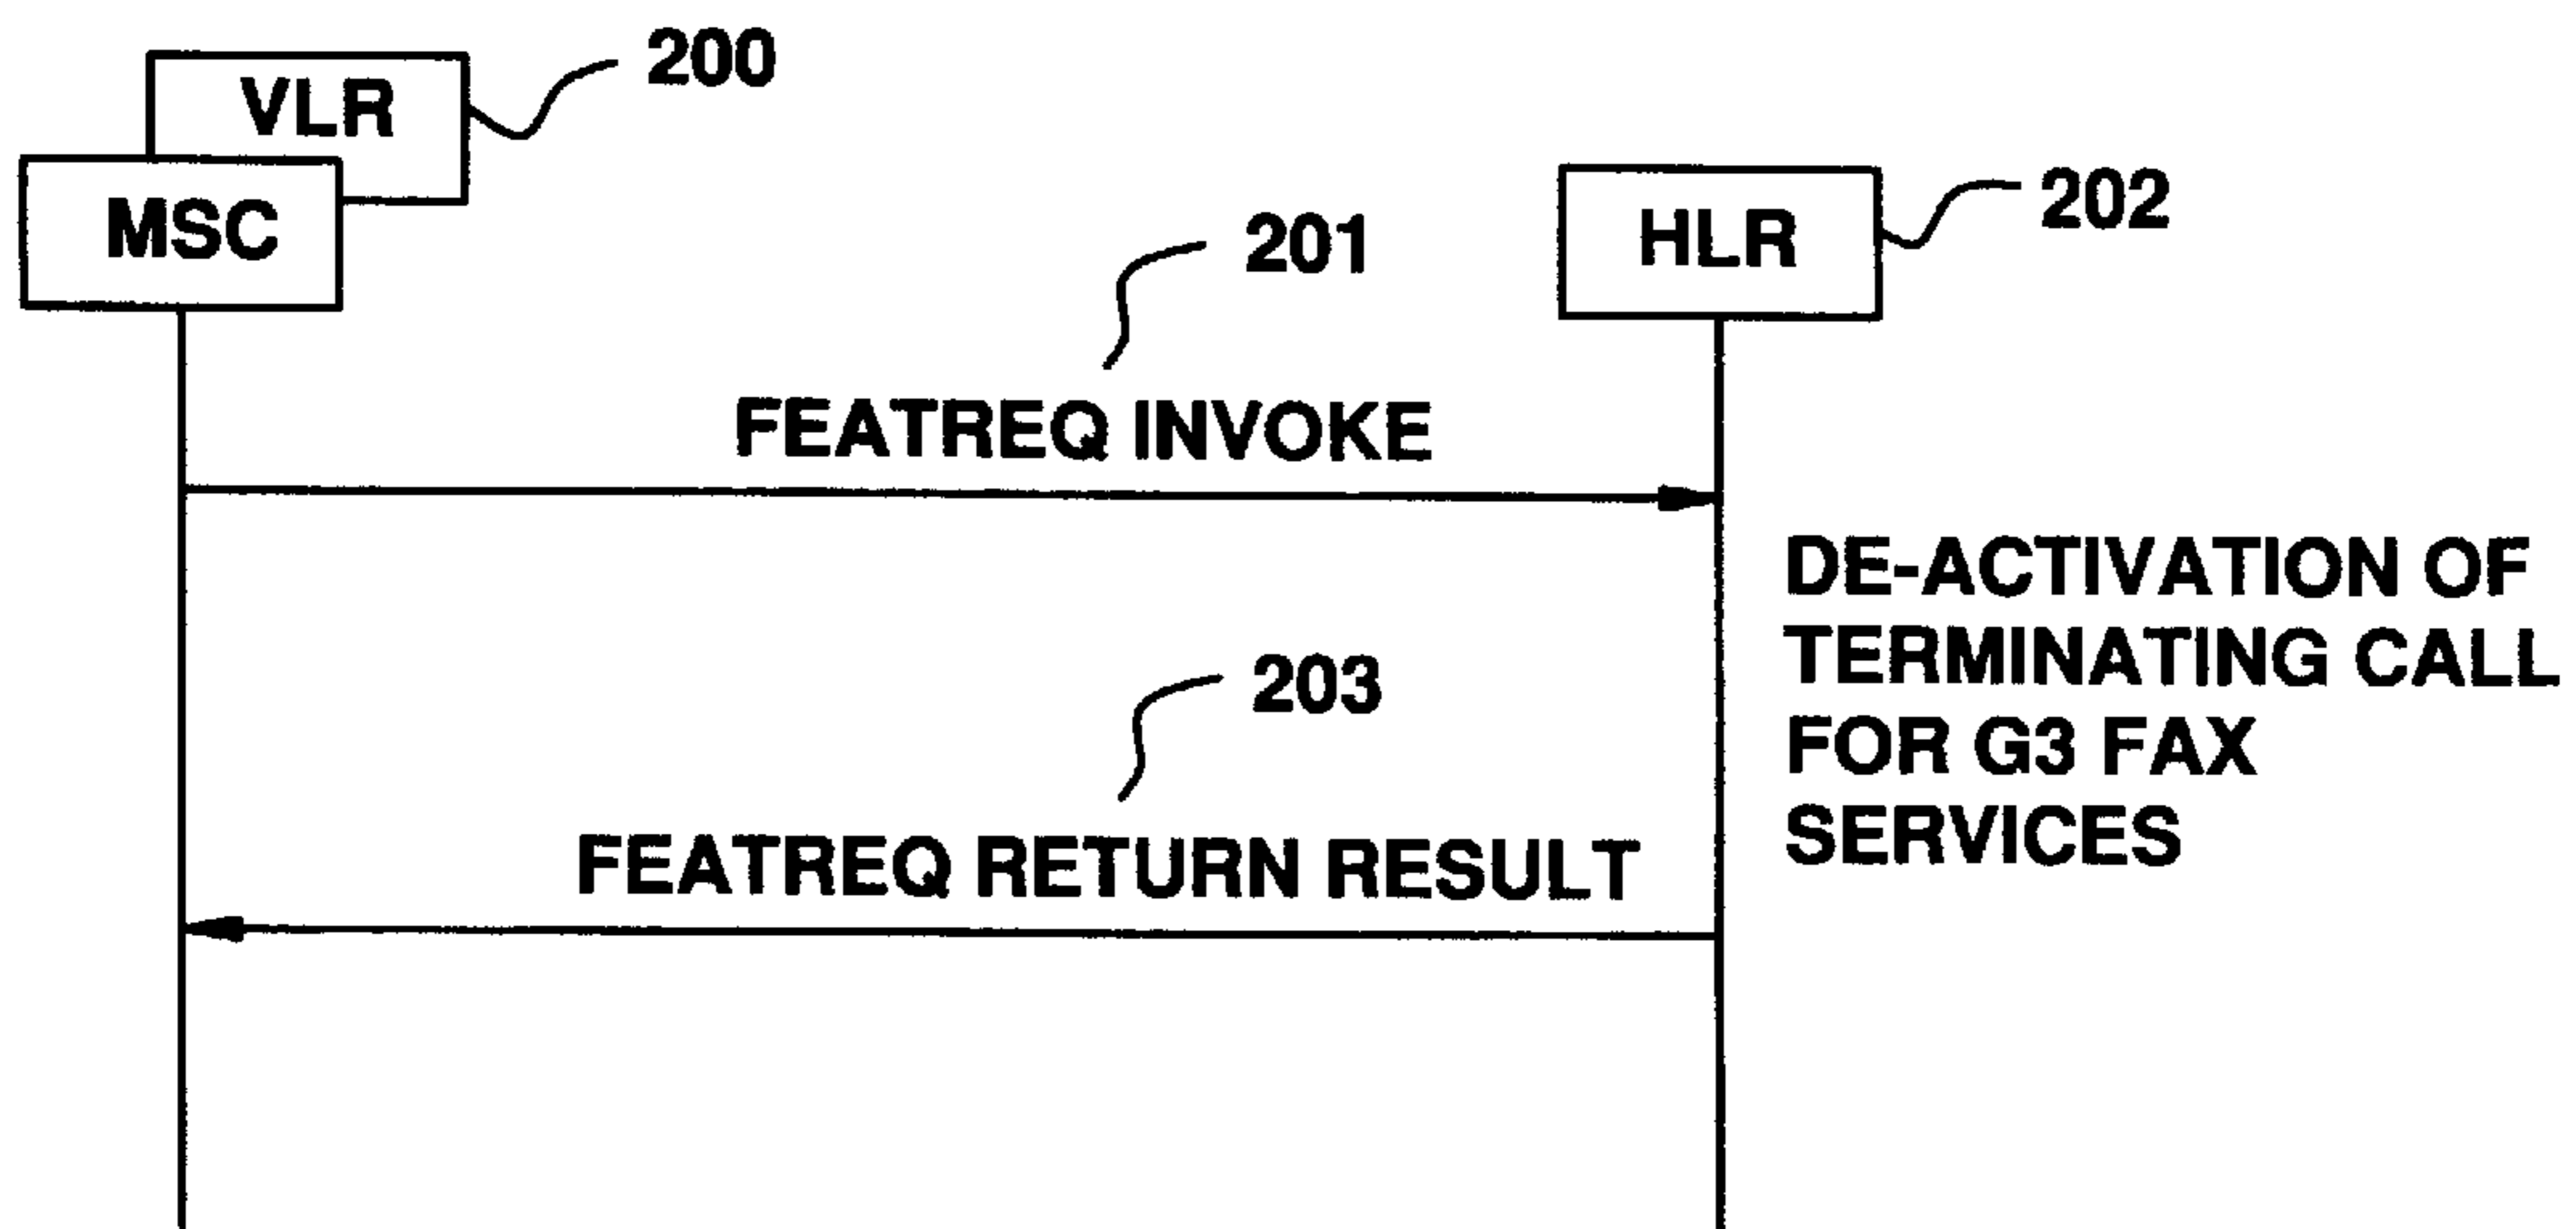 200
VLR
MSC
202
HLR
201
FEATREQ INVOKE
DE-ACTIVATION OF
TERMINATING CALL
FOR G3 FAX
SERVICES
203
FEATREQ RETURN RESULT